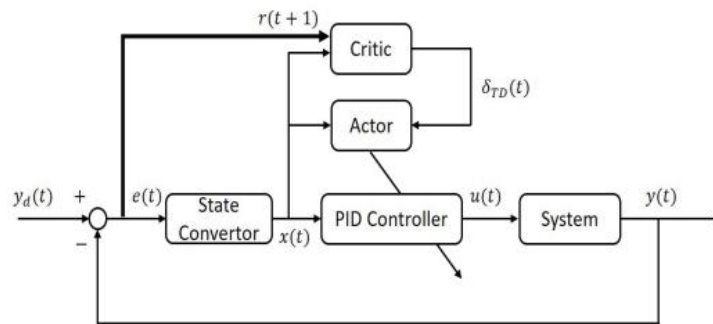 r(t + 1)
Critic
δ_TD(t)
Actor
y_d(t)
+
e(t)
State
Convertor
x(t)
PID Controller
u(t)
System
y(t)
−